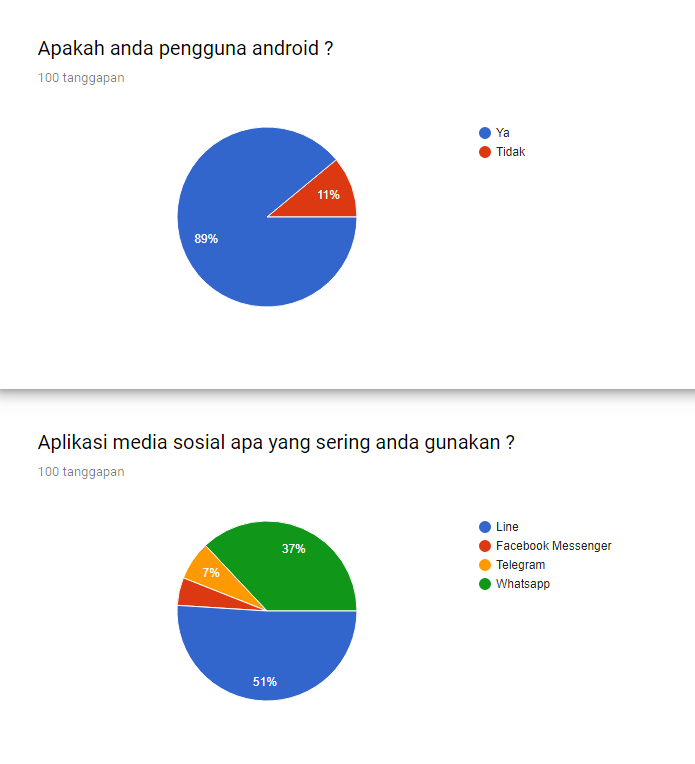 Apakah anda pengguna android ?
100 tanggapan
Ya
Tidak
11%
89%
Aplikasi media sosial apa yang sering anda gunakan ?
100 tanggapan
Line
Facebook Messenger
Telegram
Whatsapp
37%
7%
51%